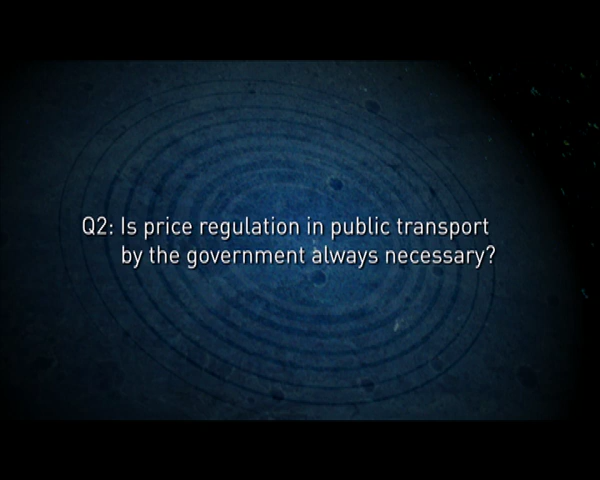 Q2: Is price regulation in public transport
by the government always necessary?